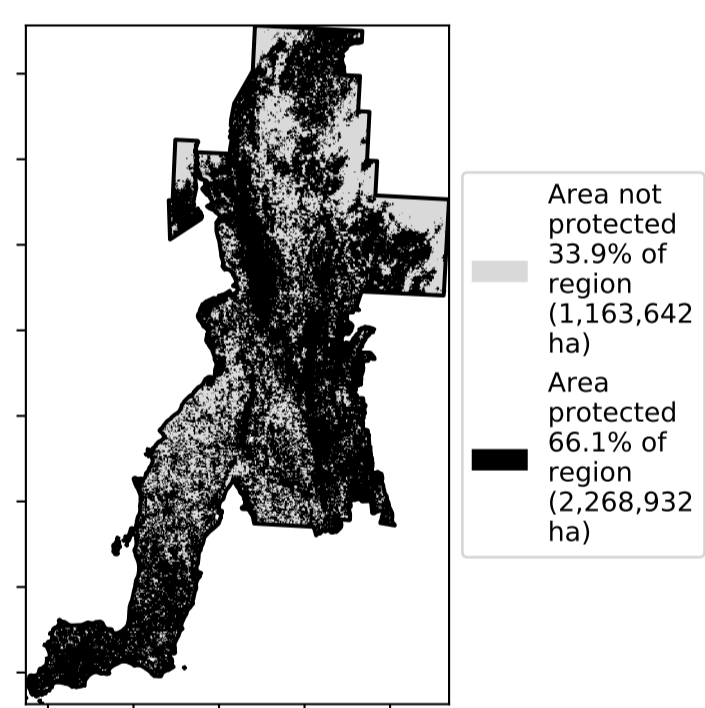 Area not
protected
33.9% of
region
(1,163,642
ha)
Area
protected
66.1% of
region
(2,268,932
ha)